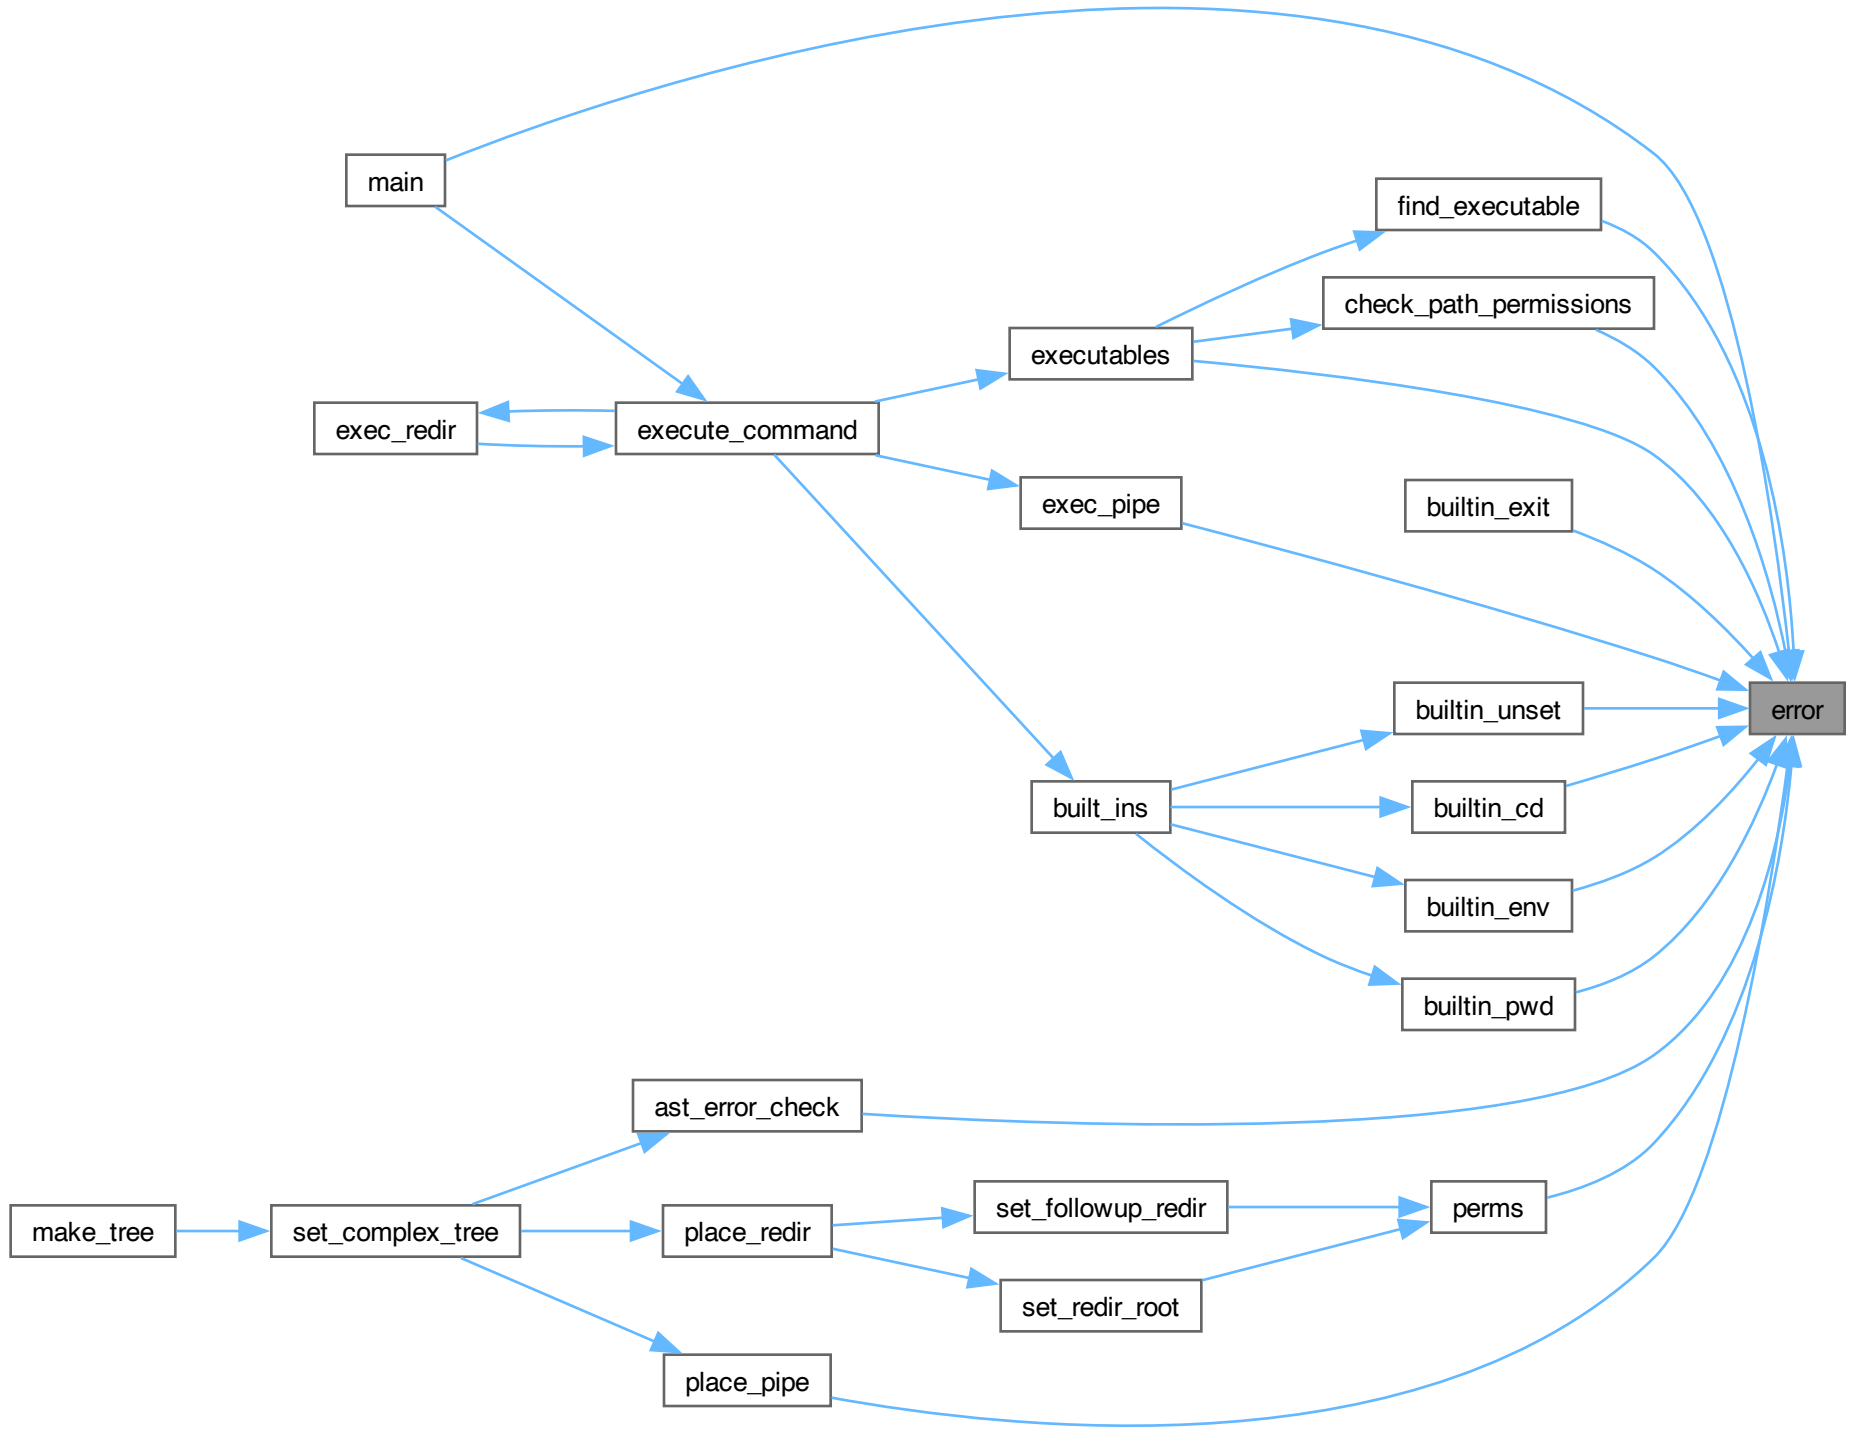 main
find_executable
check_path_permissions
executables
exec_redir
execute_command
exec_pipe
builtin_exit
builtin_unset
error
built_ins
builtin_cd
builtin_env
builtin_pwd
ast_error_check
make_tree
set_complex_tree
place_redir
set_followup_redir
perms
set_redir_root
place_pipe